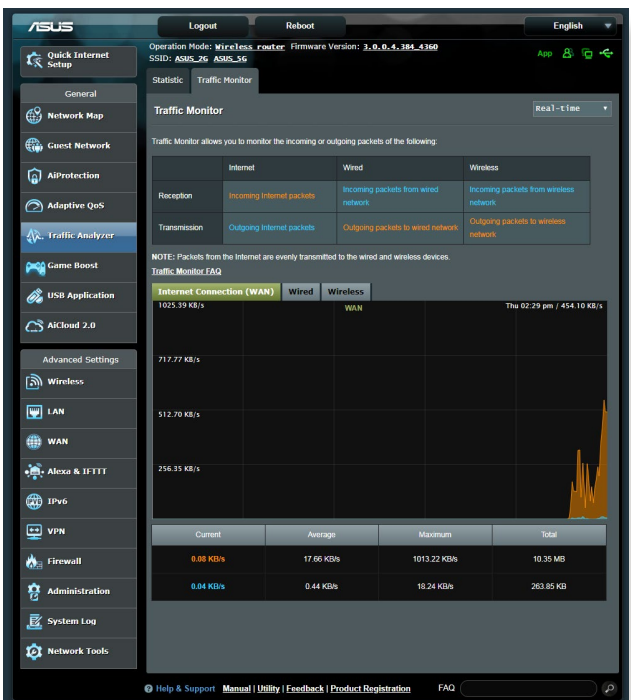 ASUS
Logout
Reboot
English
Quick Internet
Setup
Operation Mode: Wireless router Firmware Version: 3.0.0.4.384_4360
SSID: ASUS_2G ASUS_5G
App
Statistic
Traffic Monitor
General
Network Map
Guest Network
AiProtection
Adaptive QoS
Traffic Analyzer
Game Boost
USB Application
AiCloud 2.0
Advanced Settings
Wireless
LAN
WAN
Alexa & IFTTT
IPv6
VPN
Firewall
Administration
System Log
Network Tools
Traffic Monitor
Real-time
Traffic Monitor allows you to monitor the incoming or outgoing packets of the following:
Internet
Wired
Wireless
Reception
Incoming Internet packets
Incoming packets from wired
network
Incoming packets from wireless
network
Transmission
Outgoing Internet packets
Outgoing packets to wired network
Outgoing packets to wireless
network
NOTE: Packets from the Internet are evenly transmitted to the wired and wireless devices.
Traffic Monitor FAQ
Internet Connection (WAN)
Wired
Wireless
1025.39 KB/s
WAN
Thu 02:29 pm / 454.10 KB/s
717.77 KB/s
512.70 KB/s
256.35 KB/s
Current
Average
Maximum
Total
0.08 KB/s
17.66 KB/s
1013.22 KB/s
10.35 MB
0.04 KB/s
0.44 KB/s
18.24 KB/s
263.85 KB
Help & Support Manual | Utility | Feedback | Product Registration
FAQ